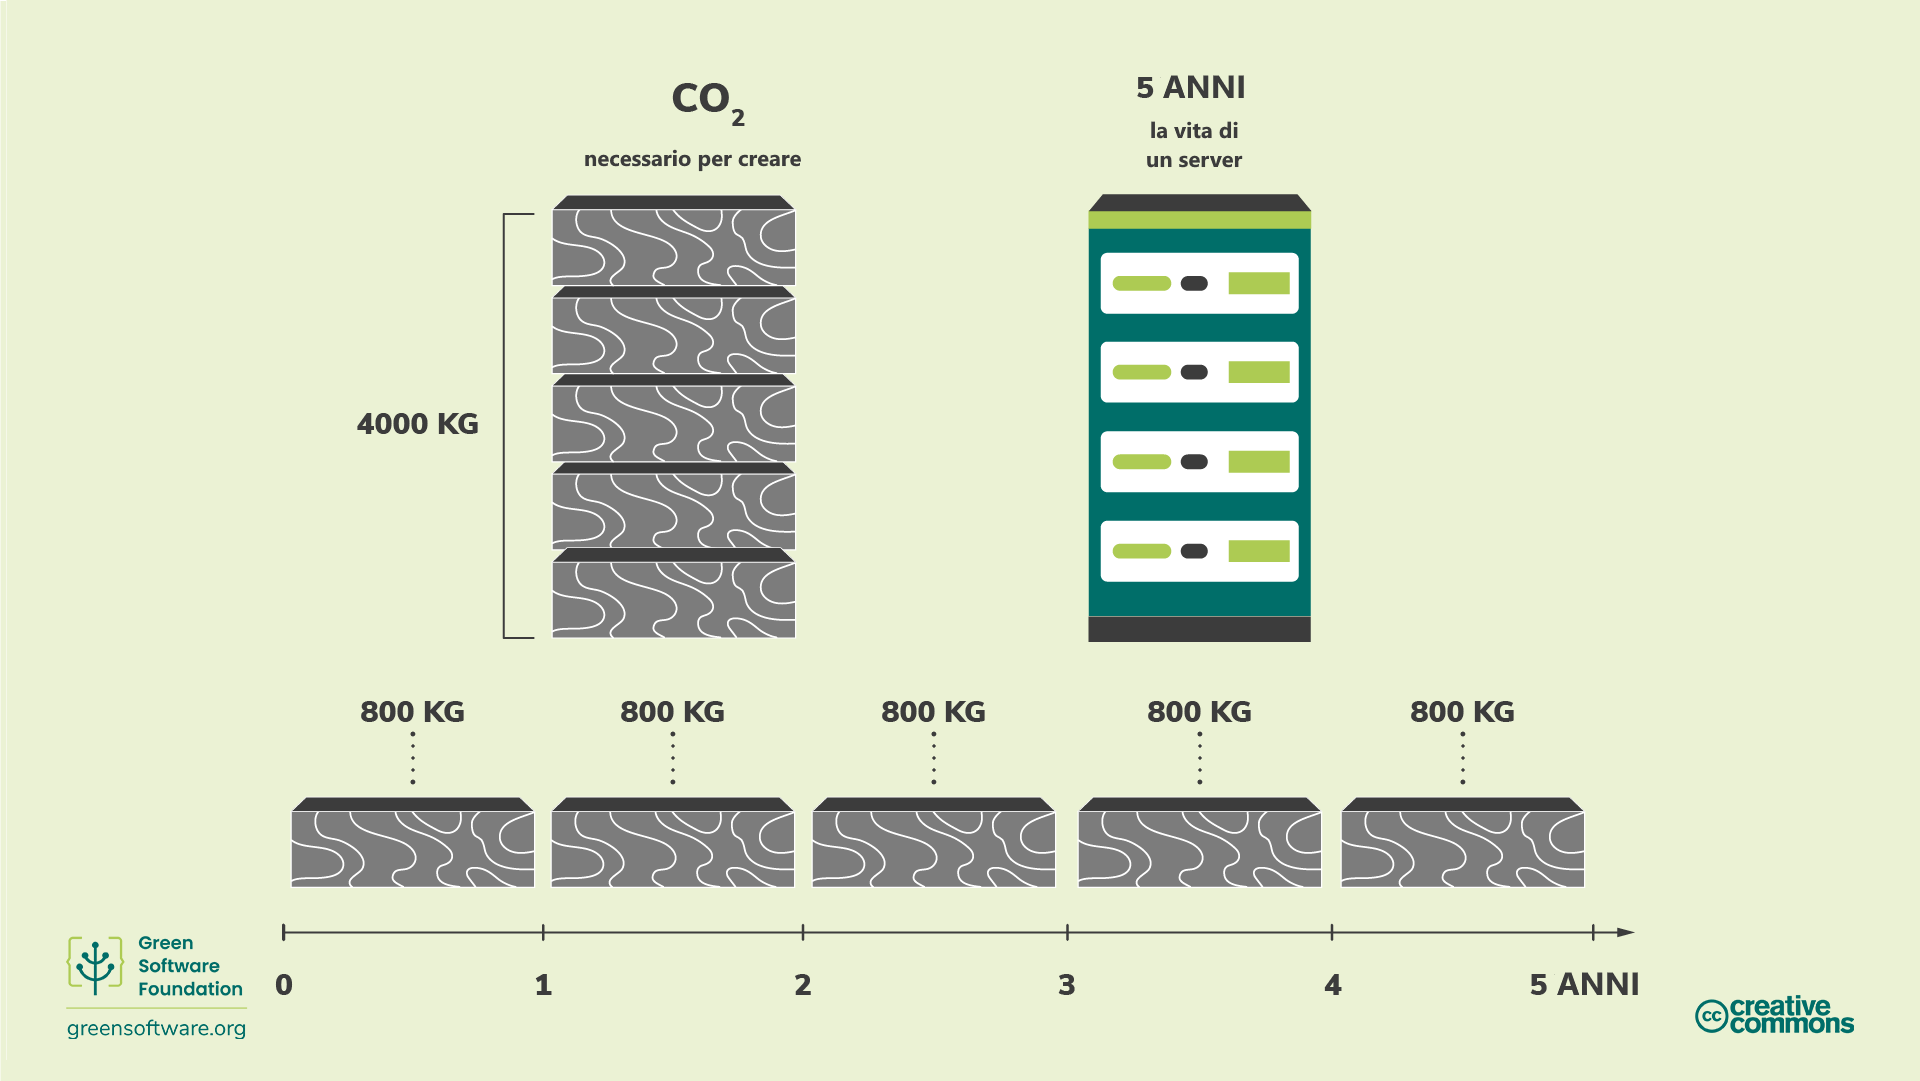 CO2
necessario per creare
5 ANNI
la vita di
un server
4000 KG
800 KG
800 KG
800 KG
800 KG
800 KG
0
1
2
3
4
5 ANNI
Green
Software
Foundation
greensoftware.org
cc creative
commons